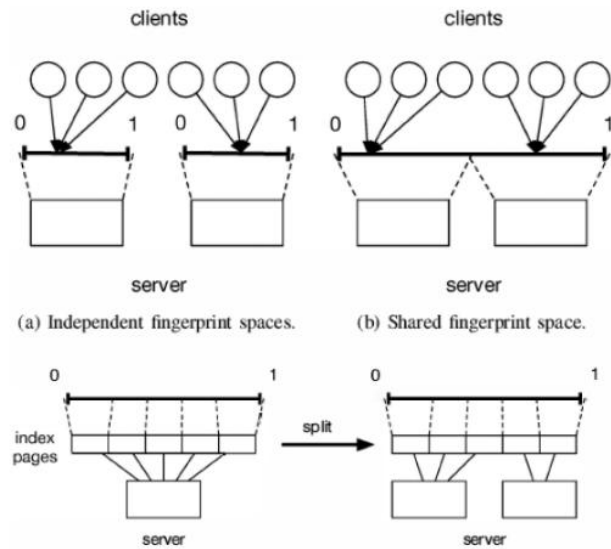 clients
clients
0 1 0 1
0 1
server
server
(a) Independent fingerprint spaces.
(b) Shared fingerprint space.
0 1
0 1
index
pages
split
server
server